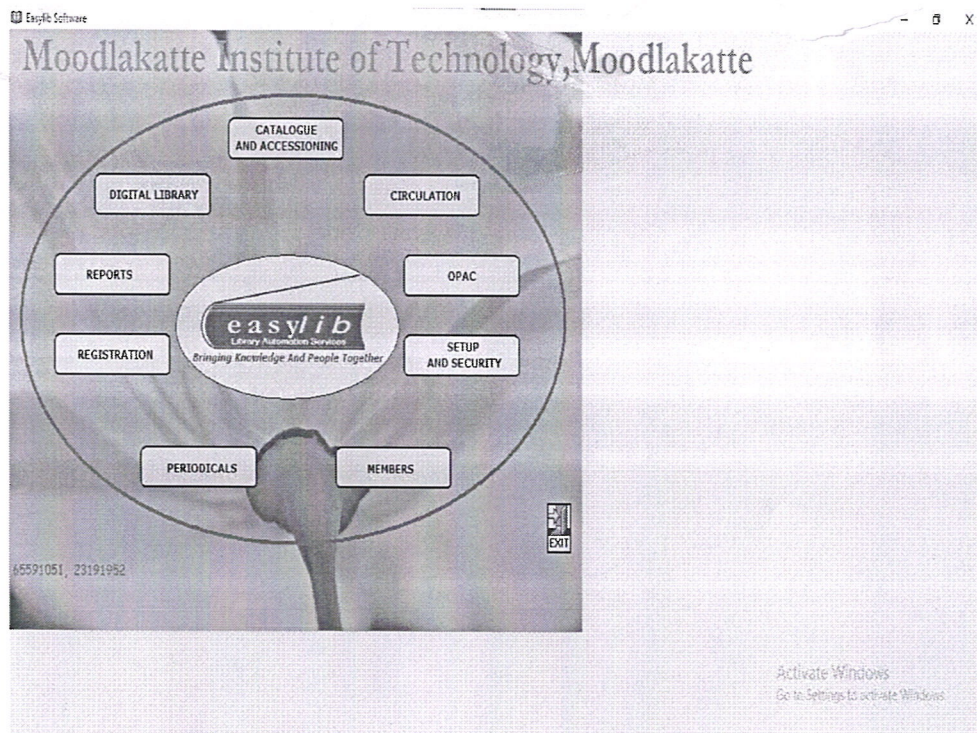 Easylib Software
Moodlakatte Institute of Technology,Moodlakatte
CATALOGUE
AND ACCESSIONING
DIGITAL LIBRARY
CIRCULATION
REPORTS
OPAC
easylib
Library Automation Services
Bringing Knowledge And People Together
REGISTRATION
SETUP
AND SECURITY
PERIODICALS
MEMBERS
EXIT
65591051, 23191952
Activate Windows
Go to Settings to activate Windows.